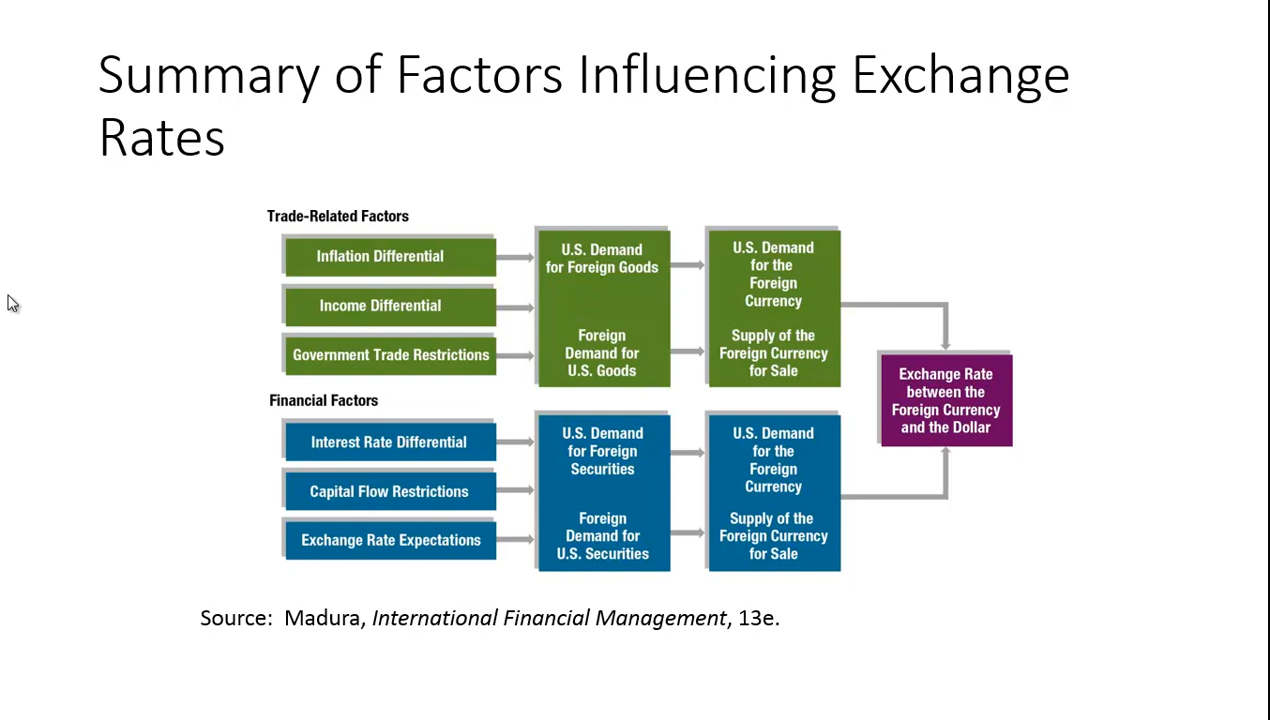 Summary of Factors Influencing Exchange
Rates
Trade-Related Factors
Inflation Differential
Income Differential
Government Trade Restrictions
U.S. Demand
for Foreign Goods
Foreign
Demand for
U.S. Goods
U.S. Demand
for the
Foreign
Currency
Supply of the
Foreign Currency
for Sale
Financial Factors
Interest Rate Differential
Capital Flow Restrictions
Exchange Rate Expectations
U.S. Demand
for Foreign
Securities
Foreign
Demand for
U.S. Securities
U.S. Demand
for the
Foreign
Currency
Supply of the
Foreign Currency
for Sale
Exchange Rate
between the
Foreign Currency
and the Dollar
Source: Madura, International Financial Management, 13e.